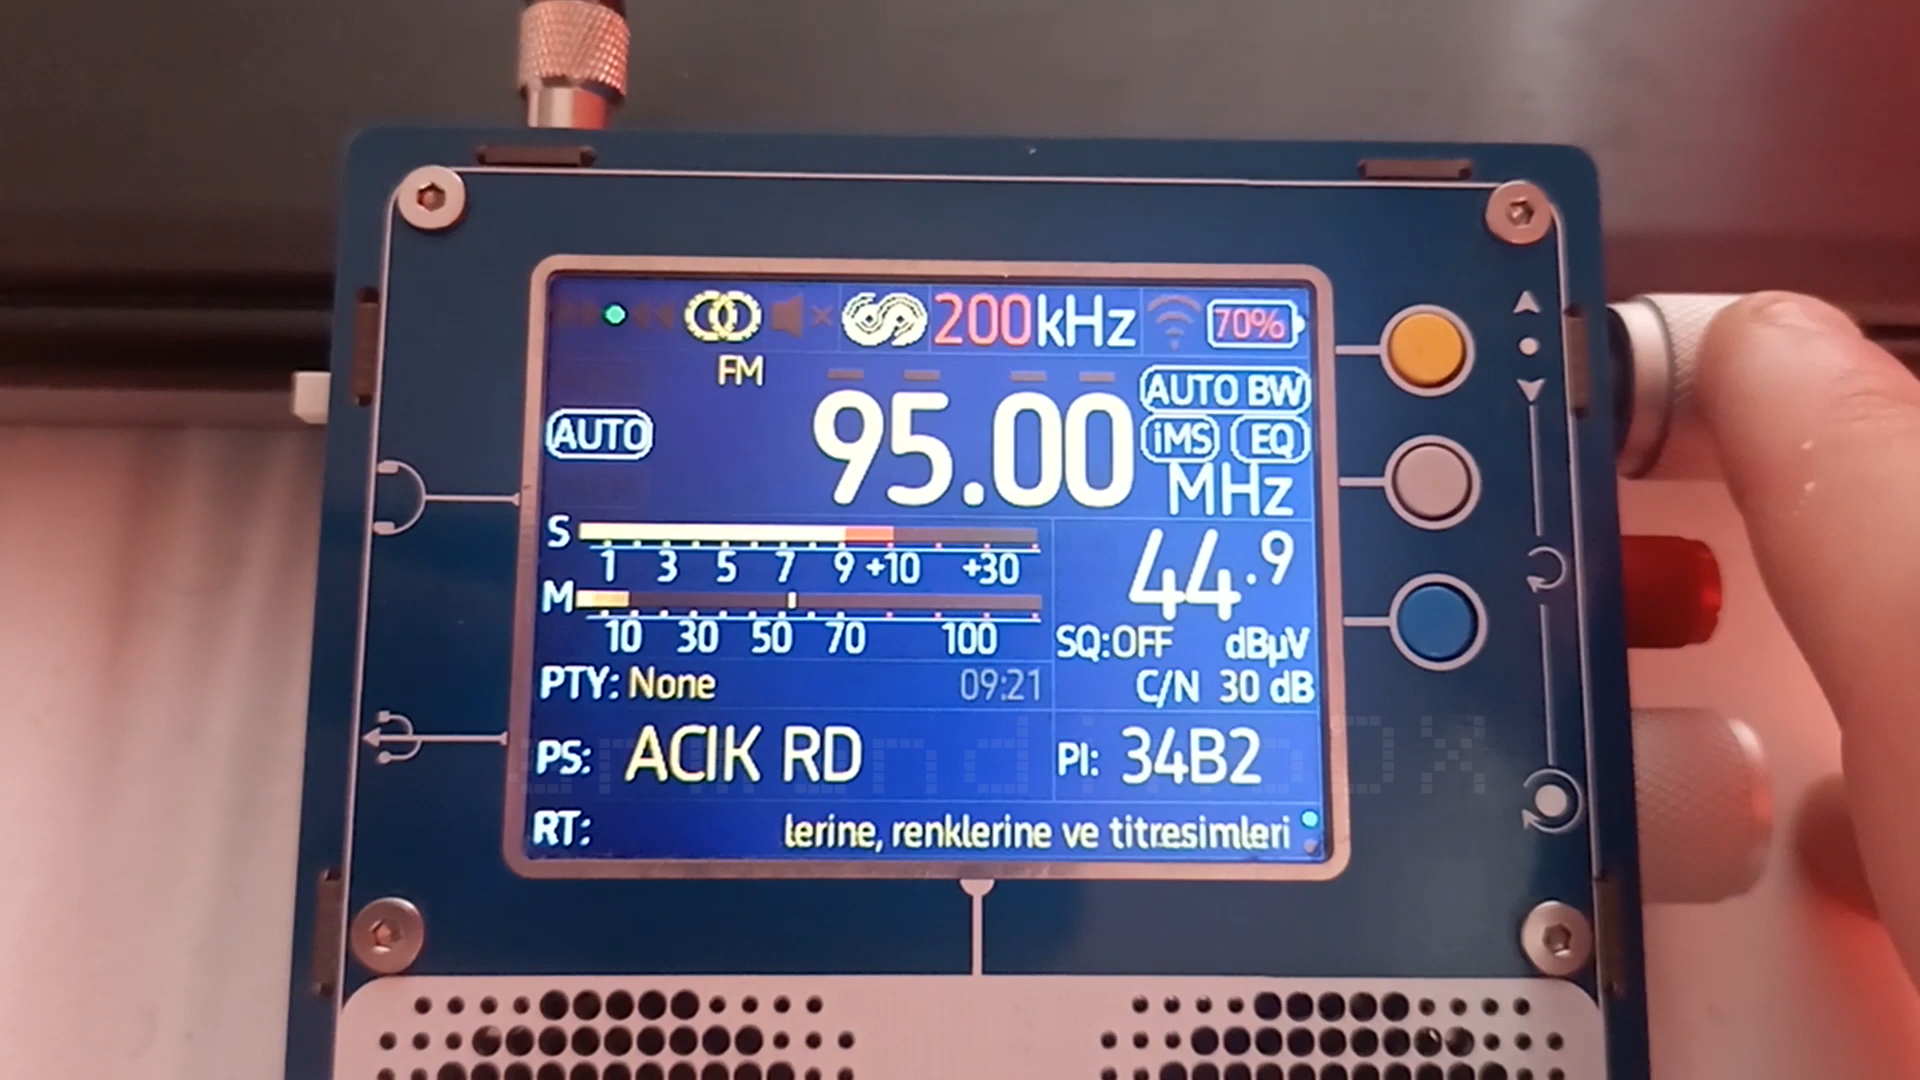 200kHz 70%
FM
AUTO BW
AUTO 95.00 iMS EQ
MHz
S
1 3 5 7 9 +10 +30
44.9
M
10 30 50 70 100
SQ:OFF dBµV
PTY: None 09:21
C/N 30 dB
PS: ACIK RD PI: 34B2
RT: lerine, renklerine ve titresimleri